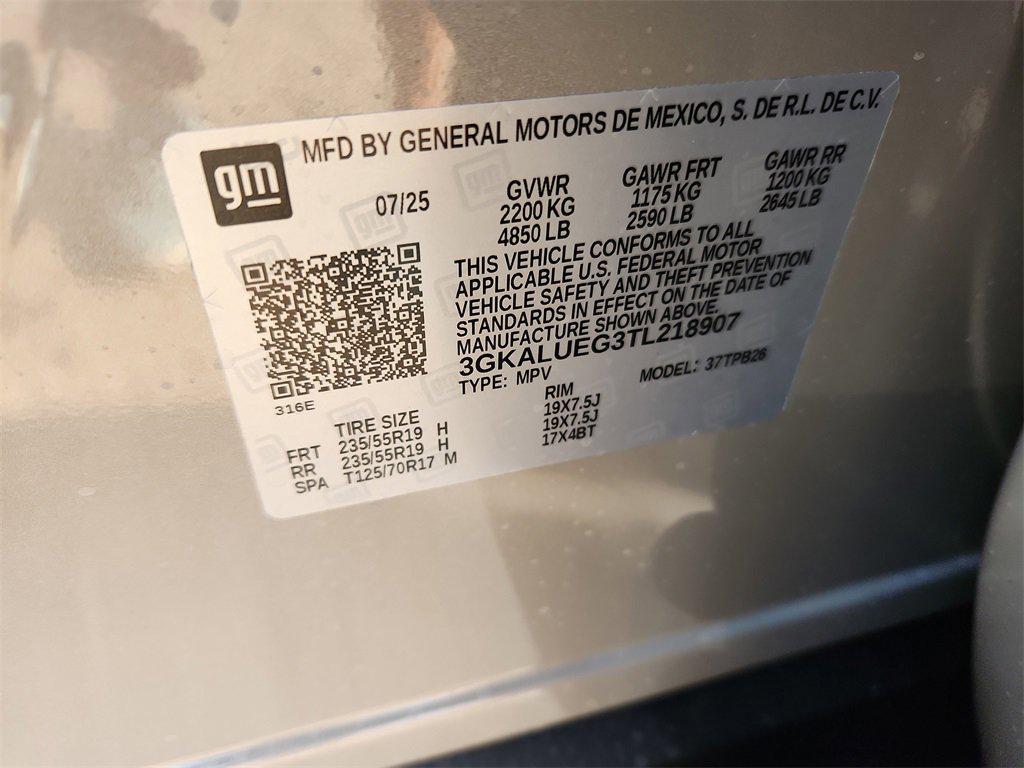 gm
MFD BY GENERAL MOTORS DE MEXICO, S. DE R.L. DE C.V.
07/25
GVWR
2200 KG
4850 LB
GAWR FRT
1175 KG
2590 LB
GAWR RR
1200 KG
2645 LB
THIS VEHICLE CONFORMS TO ALL
APPLICABLE U.S. FEDERAL MOTOR
VEHICLE SAFETY AND THEFT PREVENTION
STANDARDS IN EFFECT ON THE DATE OF
MANUFACTURE SHOWN ABOVE.
3GKALUEG3TL218907
TYPE: MPV
MODEL: 37TPB26
316E
TIRE SIZE
RIM
FRT 235/55R19 H 19X7.5J
RR 235/55R19 H 19X7.5J
SPA T125/70R17 M 17X4BT